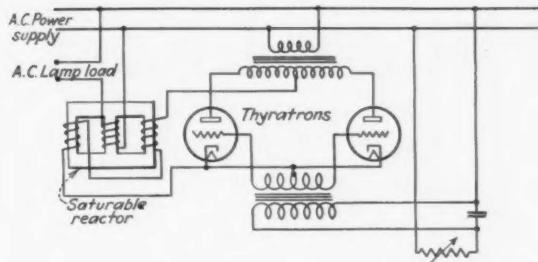 A.C. Power
supply
A.C. Lamp load
Thyratrons
Saturable
reactor